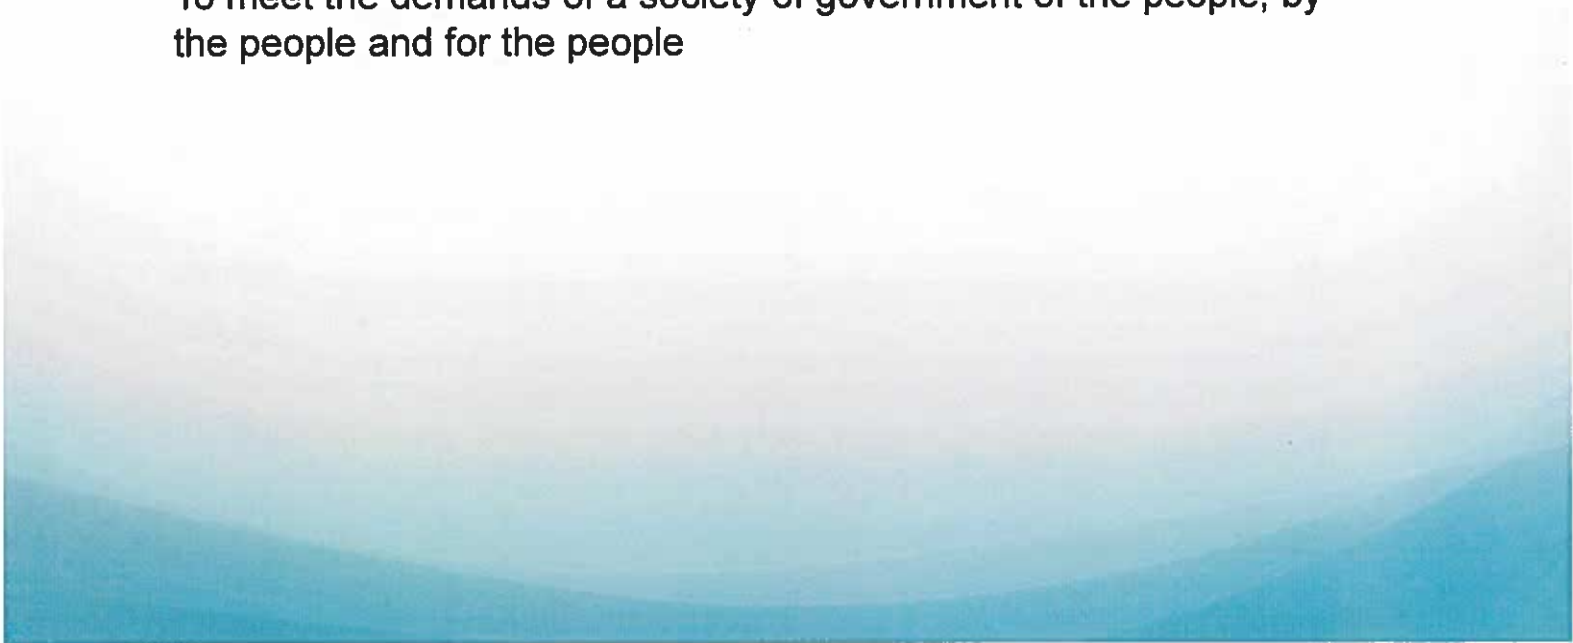 To meet the demands of a society of government of the people, by
the people and for the people